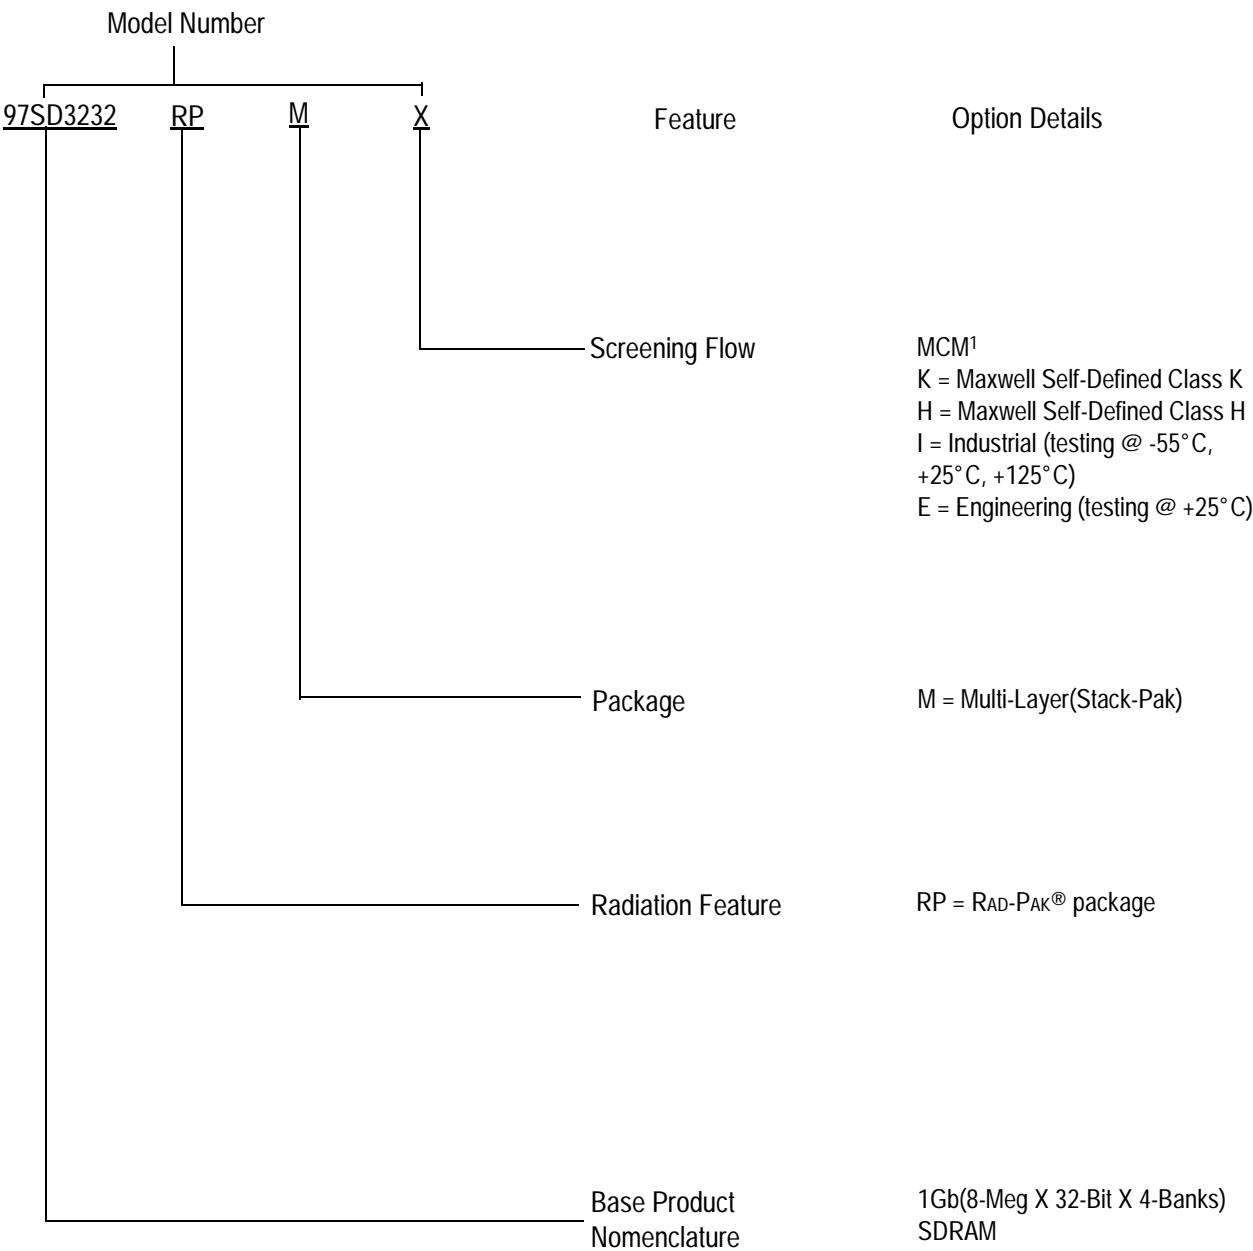 Model Number
97SD3232 RP M X Feature Option Details
Screening Flow MCM1
K = Maxwell Self-Defined Class K
H = Maxwell Self-Defined Class H
I = Industrial (testing @ -55°C,
+25°C, +125°C)
E = Engineering (testing @ +25°C)
Package M = Multi-Layer(Stack-Pak)
Radiation Feature RP = RAD-PAK® package
Base Product 1Gb(8-Meg X 32-Bit X 4-Banks)
Nomenclature SDRAM